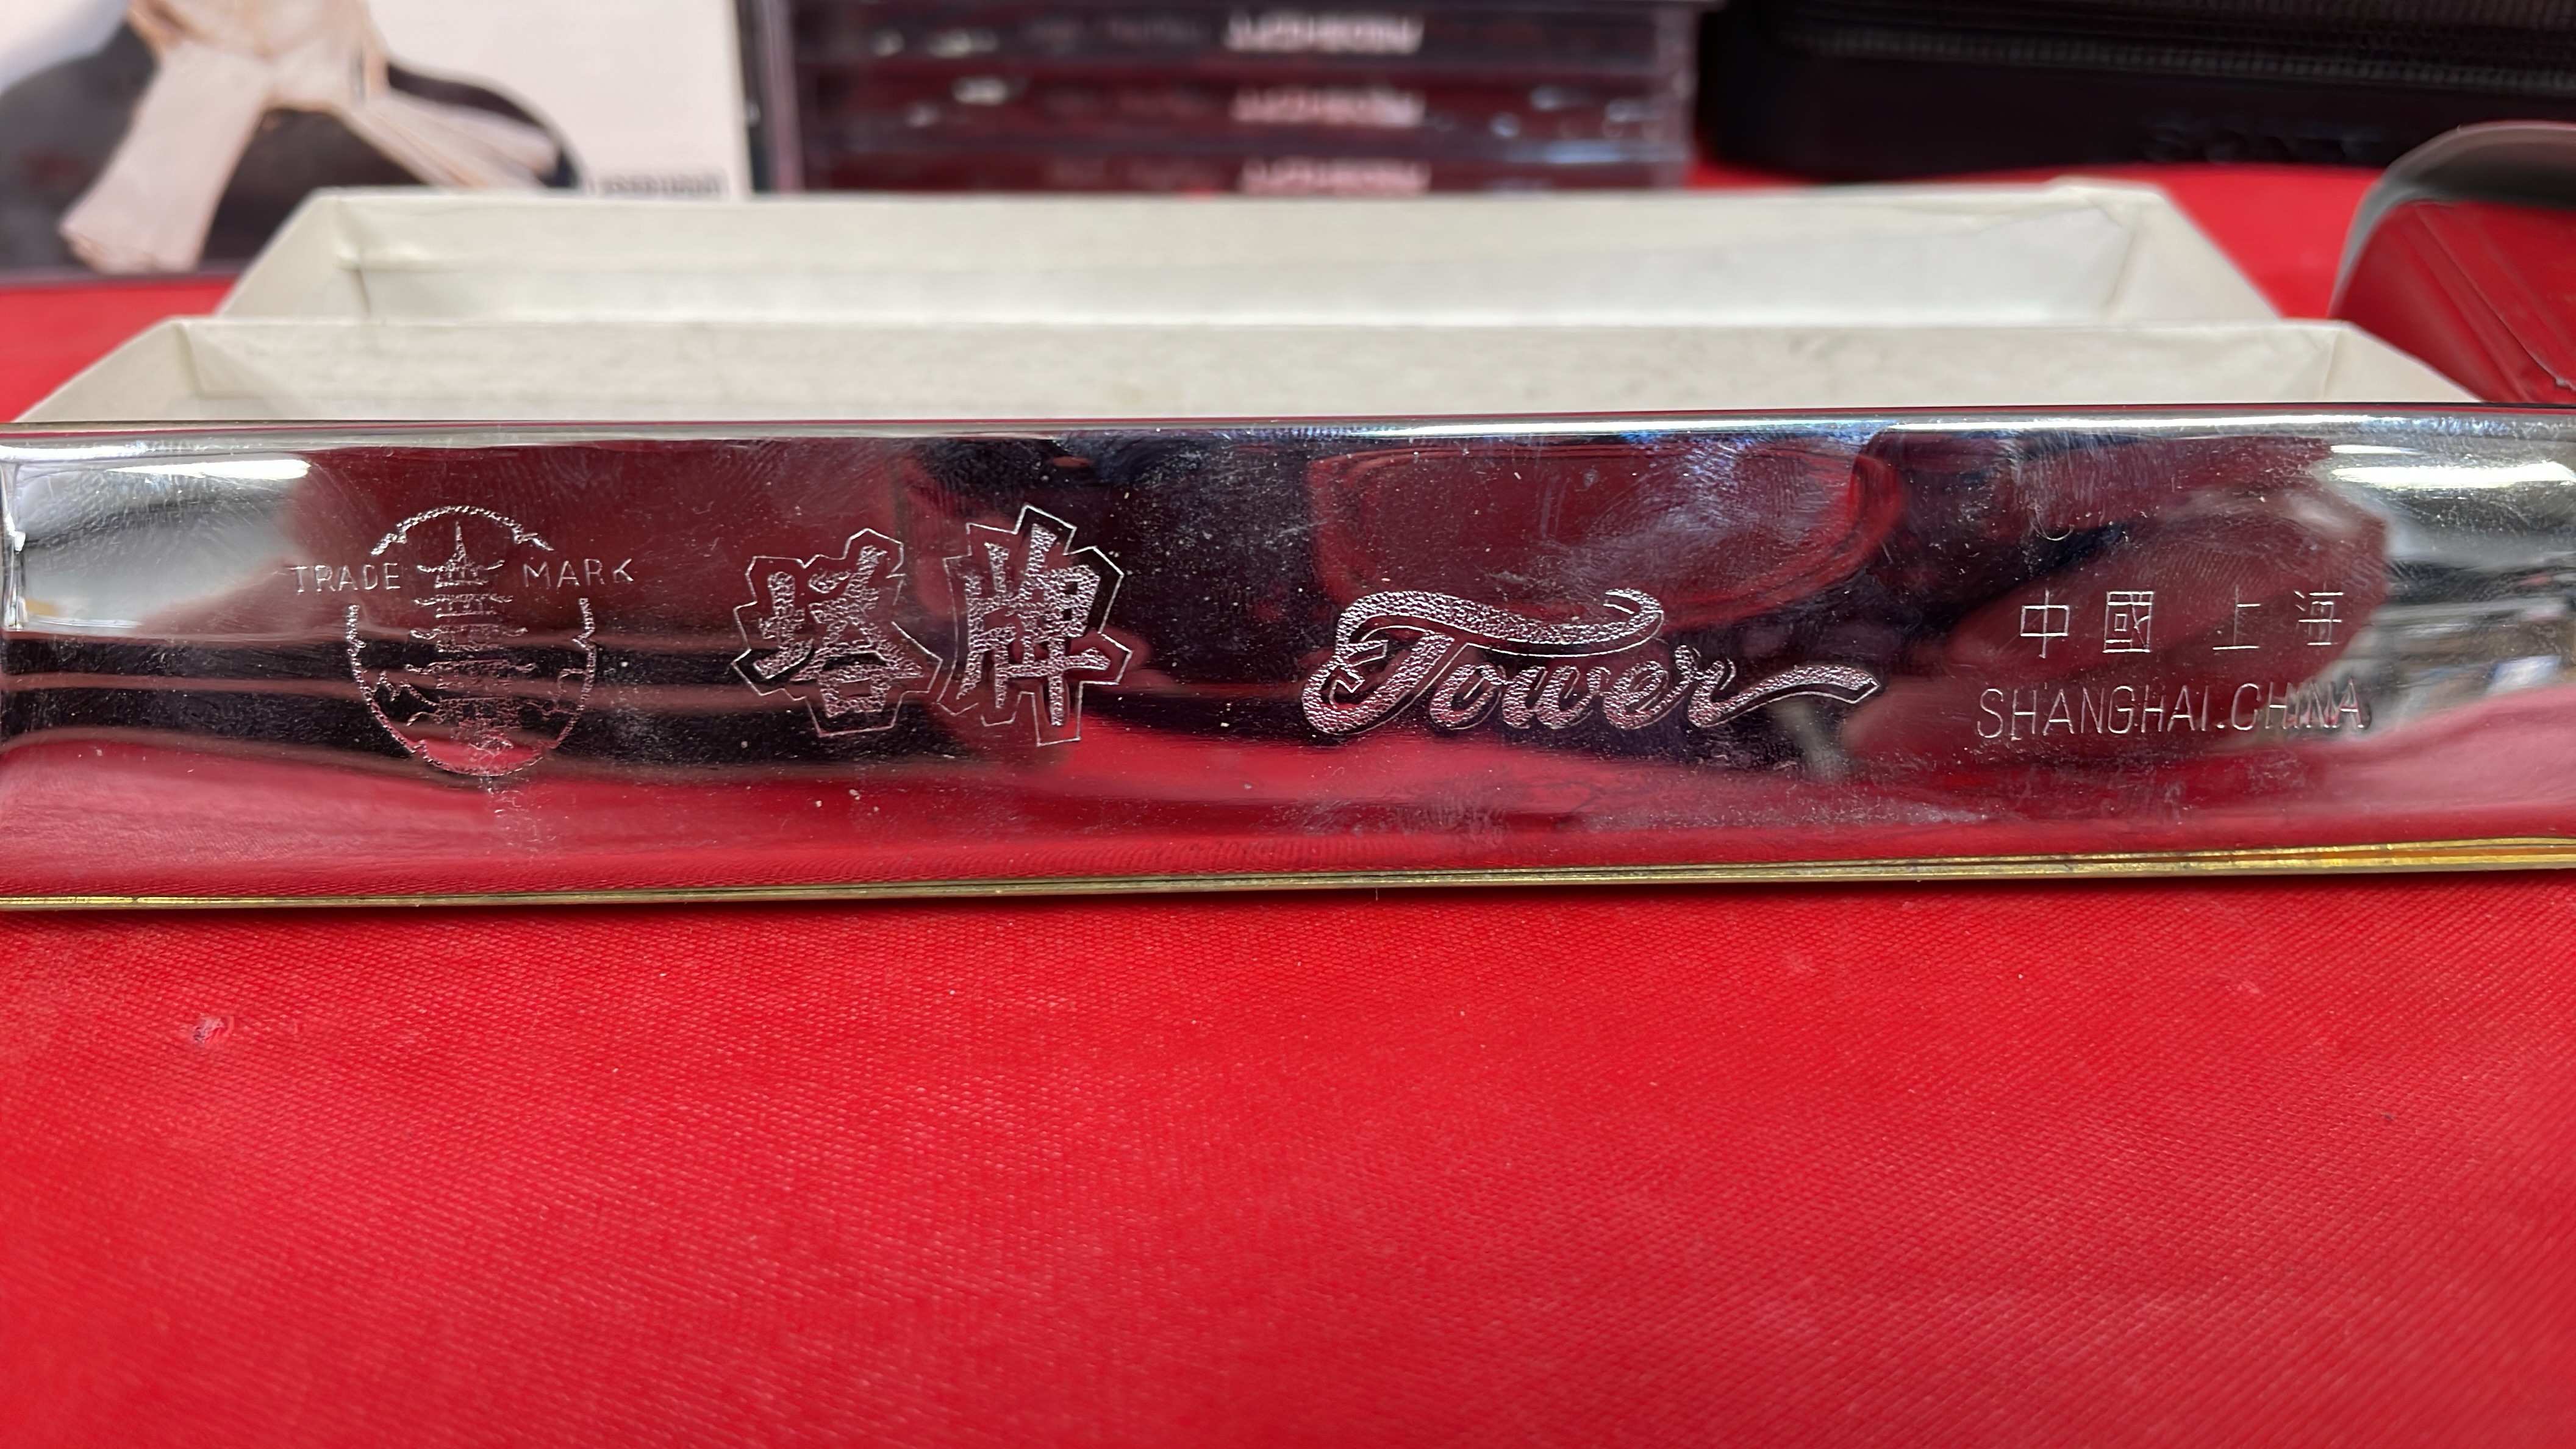 TRADE MARK
塔牌
Tower
中國 上海
SHANGHAI.CHINA